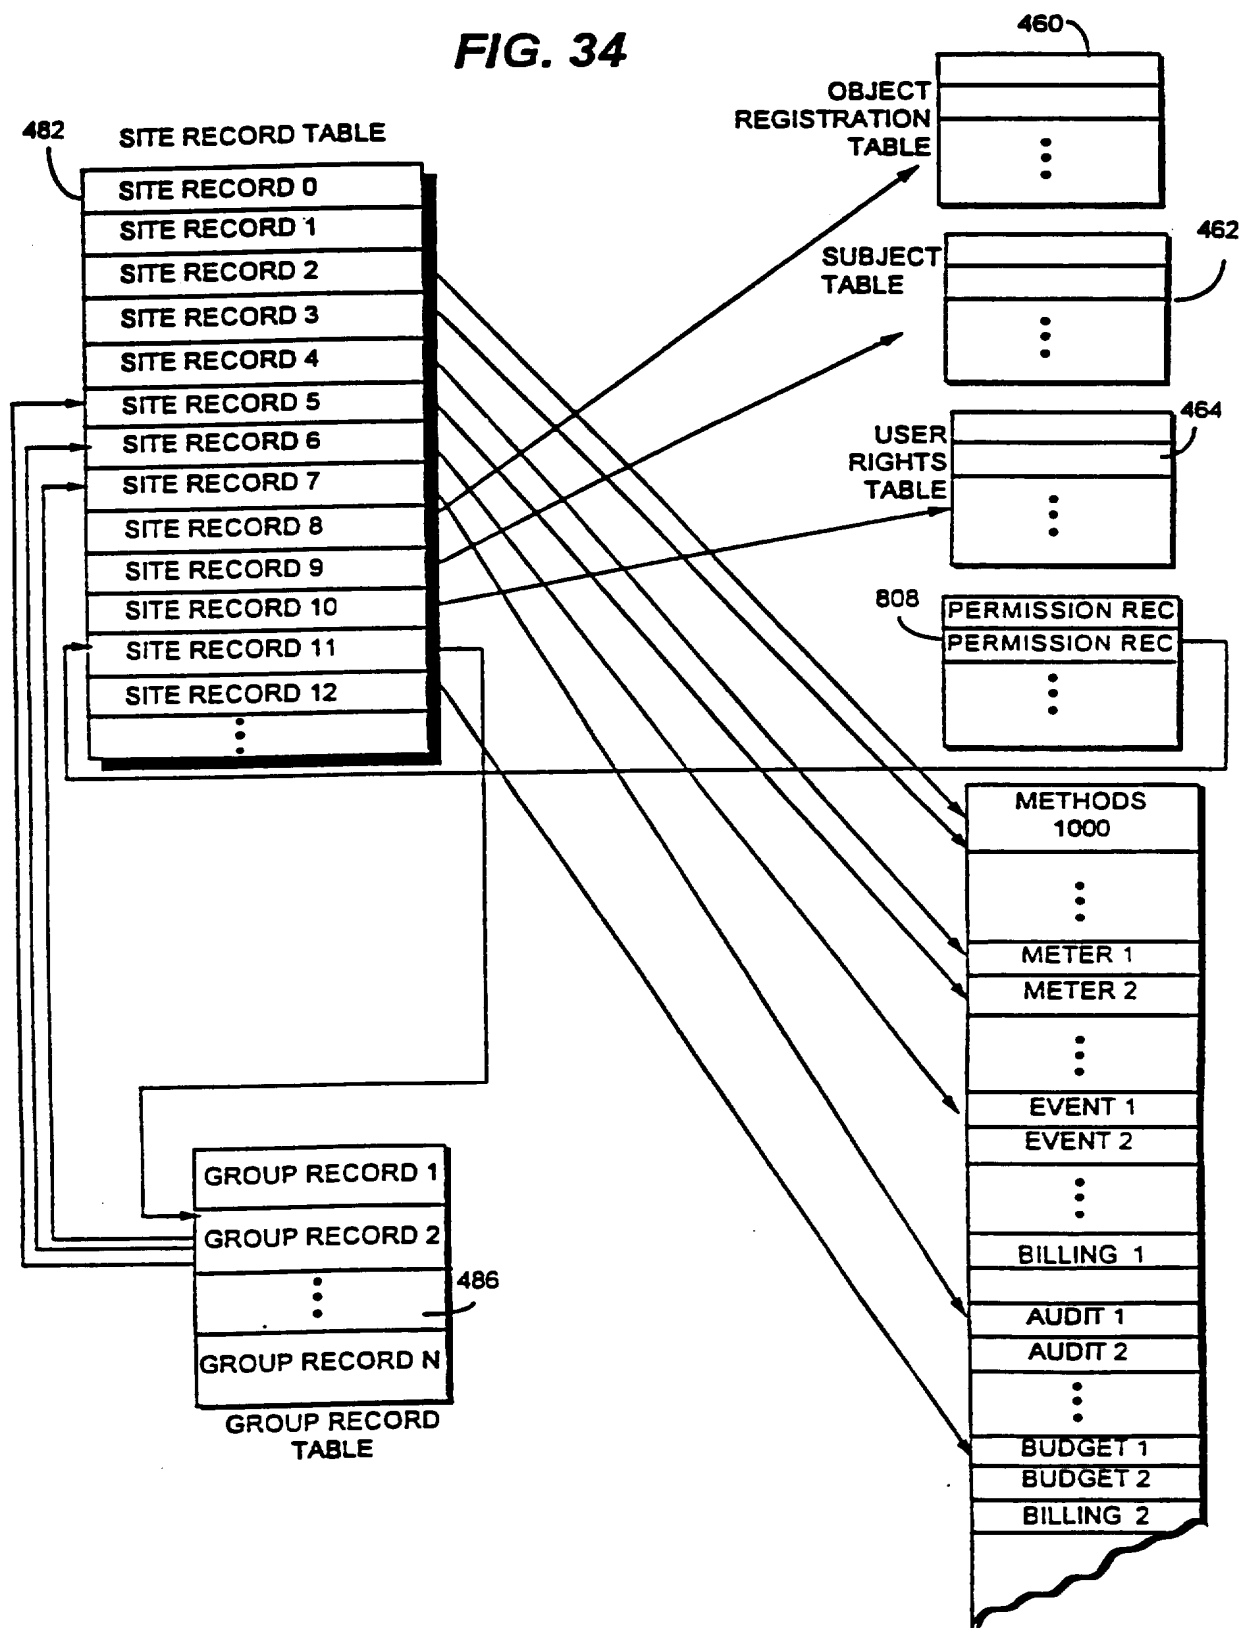 FIG. 34
460
OBJECT
REGISTRATION
TABLE
482
SITE RECORD TABLE
SITE RECORD 0
SITE RECORD 1
SITE RECORD 2
SITE RECORD 3
SITE RECORD 4
SITE RECORD 5
SITE RECORD 6
SITE RECORD 7
SITE RECORD 8
SITE RECORD 9
SITE RECORD 10
SITE RECORD 11
SITE RECORD 12
462
SUBJECT
TABLE
464
USER
RIGHTS
TABLE
808
PERMISSION REC
PERMISSION REC
METHODS
1000
METER 1
METER 2
EVENT 1
EVENT 2
BILLING 1
AUDIT 1
AUDIT 2
BUDGET 1
BUDGET 2
BILLING 2
GROUP RECORD 1
GROUP RECORD 2
486
GROUP RECORD N
GROUP RECORD
TABLE